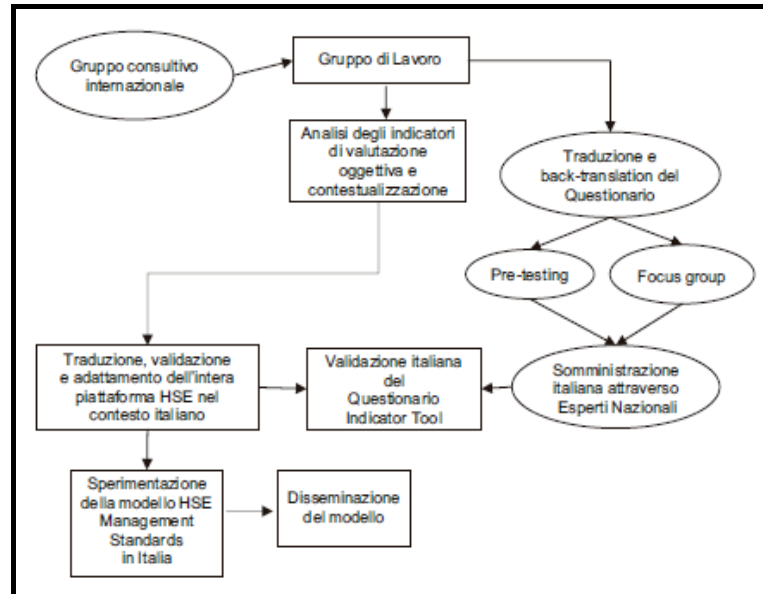 Gruppo consultivo
internazionale
Gruppo di Lavoro
Analisi degli indicatori
di valutazione
oggettiva e
contestualizzazione
Traduzione e
back-translation del
Questionario
Pre-testing
Focus group
Traduzione, validazione
e adattamento dell'intera
piattaforma HSE nel
contesto italiano
Validazione italiana
del
Questionario
Indicator Tool
Somministrazione
italiana attraverso
Esperti Nazionali
Sperimentazione
della modello HSE
Management
Standards
in Italia
Disseminazione
del modello